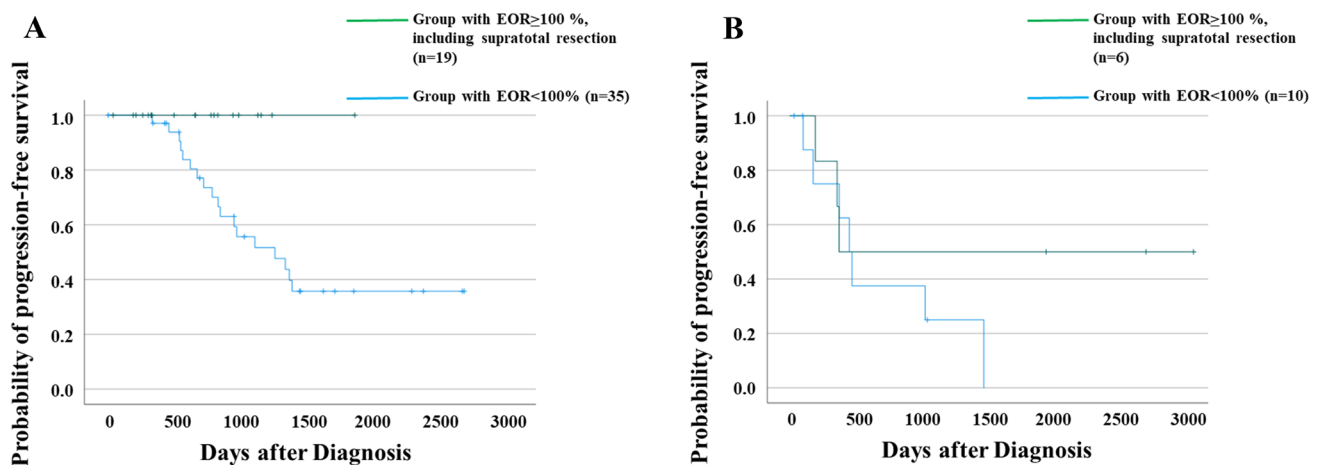 A
Group with EOR≥100 %,
including supratotal resection
(n=19)
Group with EOR<100% (n=35)
Probability of progression-free survival
1.0
0.8
0.6
0.4
0.2
0.0
0
500
1000
1500
2000
2500
3000
Days after Diagnosis
B
Group with EOR≥100 %,
including supratotal resection
(n=6)
Group with EOR<100% (n=10)
Probability of progression-free survival
1.0
0.8
0.6
0.4
0.2
0.0
0
500
1000
1500
2000
2500
3000
Days after Diagnosis